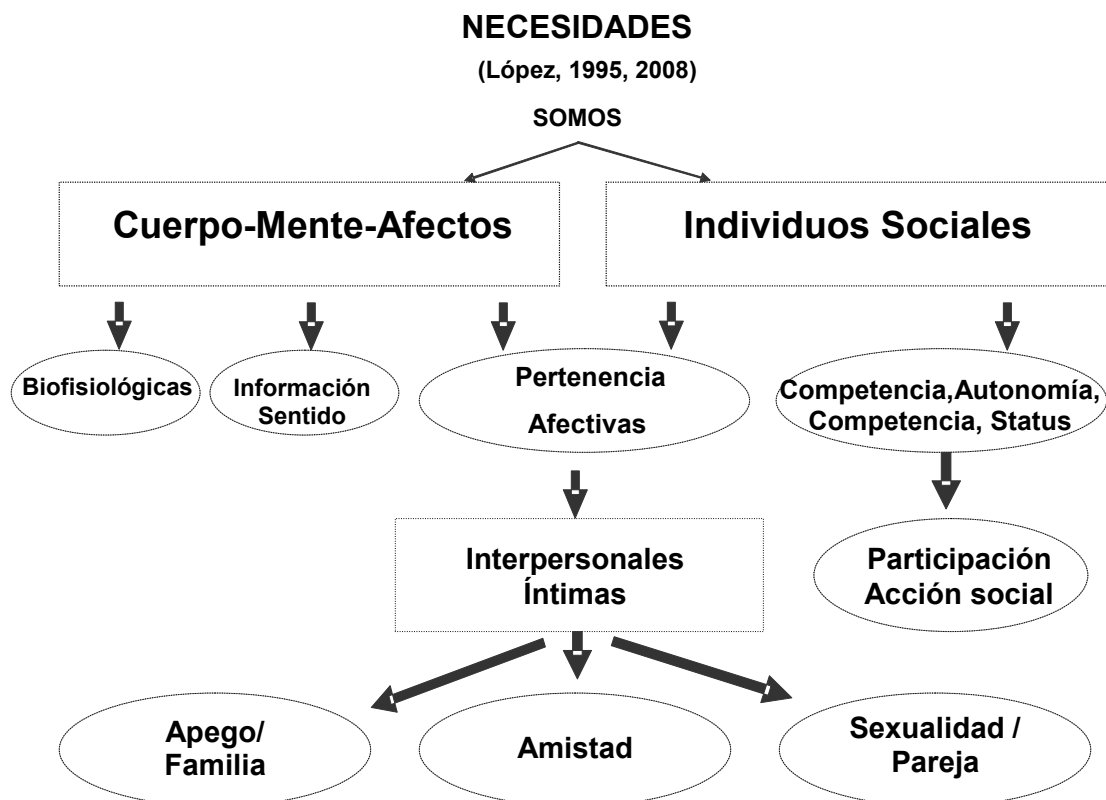 NECESIDADES
(López, 1995, 2008)
SOMOS
Cuerpo-Mente-Afectos
Individuos Sociales
Biofisiológicas
Información
Sentido
Pertenencia
Afectivas
Competencia,Autonomía,
Competencia, Status
Interpersonales
Íntimas
Participación
Acción social
Apego/
Familia
Amistad
Sexualidad /
Pareja